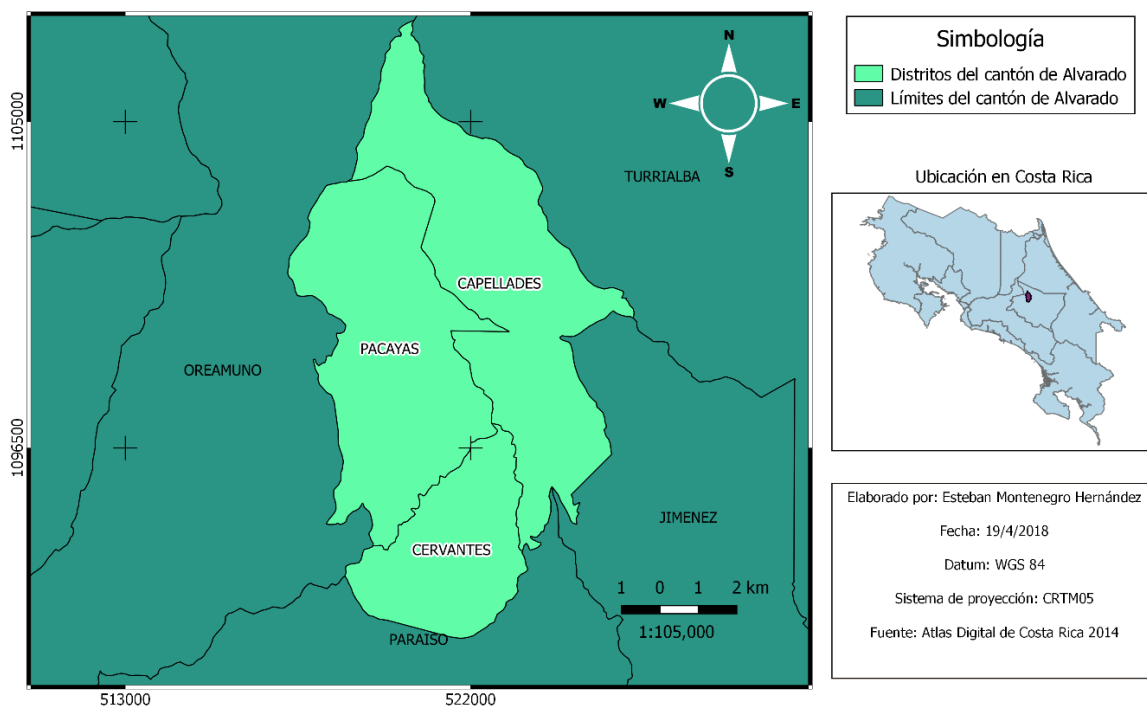 Simbología
Distritos del cantón de Alvarado
Límites del cantón de Alvarado
N
W
E
S
1105000
1096500
513000
522000
TURRIALBA
CAPELLADES
PACAYAS
OREAMUNO
JIMENEZ
CERVANTES
PARAISO
1 0 1 2 km
1:105,000
Ubicación en Costa Rica
Elaborado por: Esteban Montenegro Hernández
Fecha: 19/4/2018
Datum: WGS 84
Sistema de proyección: CRTM05
Fuente: Atlas Digital de Costa Rica 2014